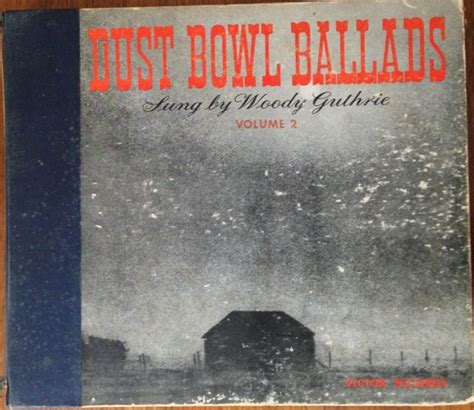 DUST BOWL BALLADS
Sung by Woody Guthrie
VOLUME 2
VICTOR RECORDS